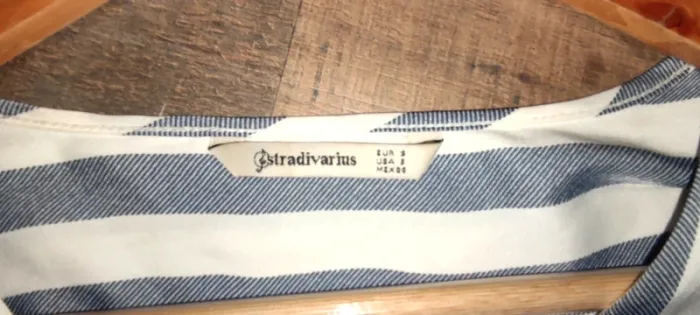 stradivarius
EUR S
USA S
MEX